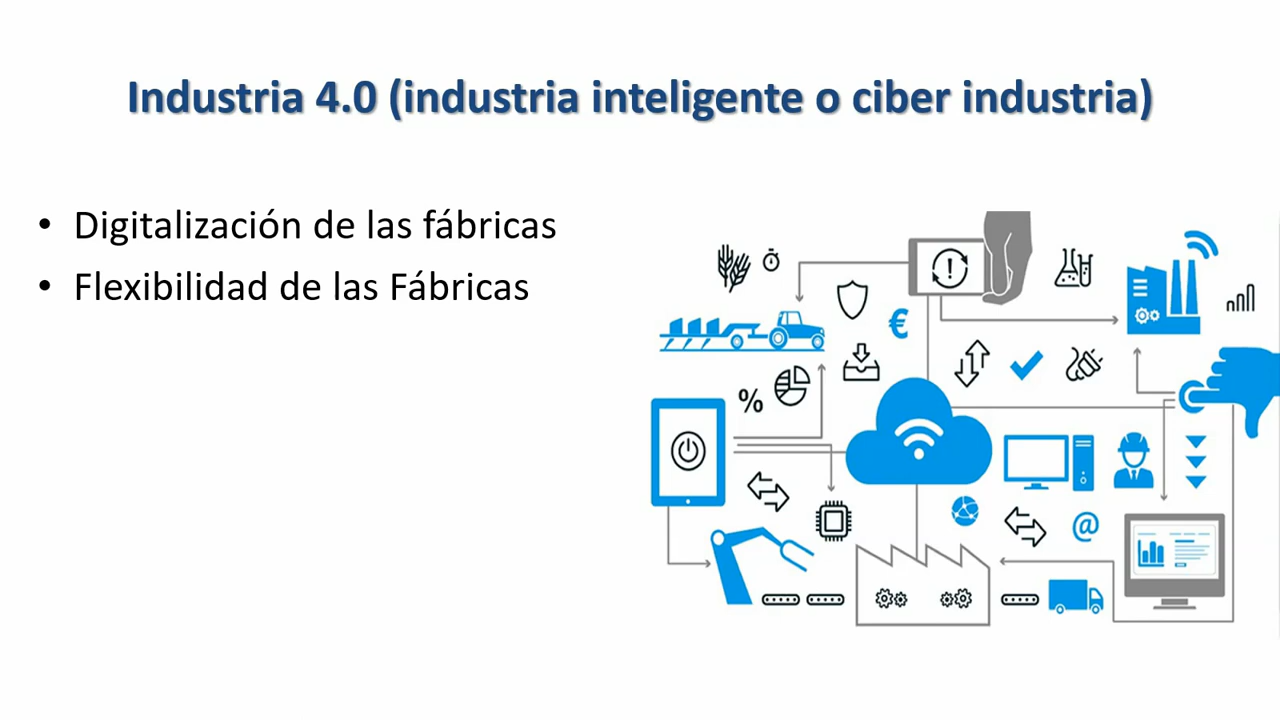 Industria 4.0 (industria inteligente o ciber industria)
• Digitalización de las fábricas
• Flexibilidad de las Fábricas
€
%
@